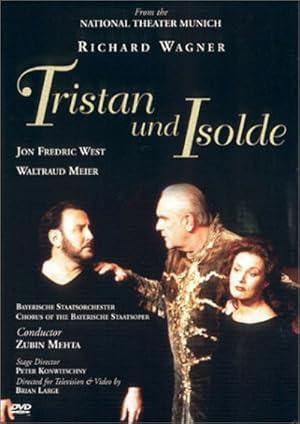 From the
NATIONAL THEATER MUNICH
RICHARD WAGNER
Tristan
und Isolde
JON FREDRIC WEST
WALTRAUD MEIER
BAYERISCHE STAATSORCHESTER
CHORUS OF THE BAYERISCHE STAATSOPER
Conductor
ZUBIN MEHTA
Stage Director
PETER KONWITSCHNY
Directed for Television & Video by
BRIAN LARGE
DVD